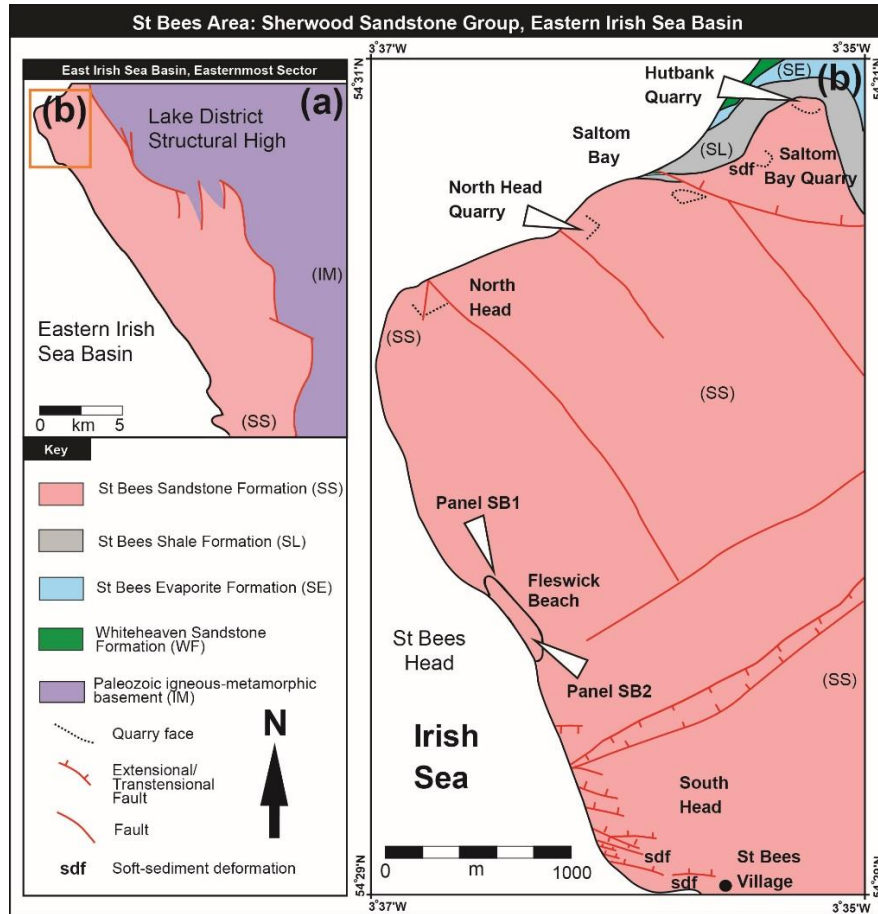 St Bees Area: Sherwood Sandstone Group, Eastern Irish Sea Basin
East Irish Sea Basin, Easternmost Sector
(b)
(a)
Lake District
Structural High
(IM)
Eastern Irish
Sea Basin
0 km 5
(SS)
Key
St Bees Sandstone Formation (SS)
St Bees Shale Formation (SL)
St Bees Evaporite Formation (SE)
Whiteheaven Sandstone
Formation (WF)
Paleozoic igneous-metamorphic
basement (IM)
N
Quarry face
Extensional/
Transtensional
Fault
Fault
sdf Soft-sediment deformation
3°37'W
3°35'W
54°31'N
54°31'N
Hutbank
Quarry
(SE)
(b)
Saltom
Bay
(SL)
sdf
Saltom
Bay Quarry
North Head
Quarry
North
Head
(SS)
(SS)
Panel SB1
Fleswick
Beach
St Bees
Head
Panel SB2
(SS)
Irish
Sea
South
Head
0 m 1000
sdf
sdf
St Bees
Village
54°29'N
54°29'N
3°37'W
3°35'W